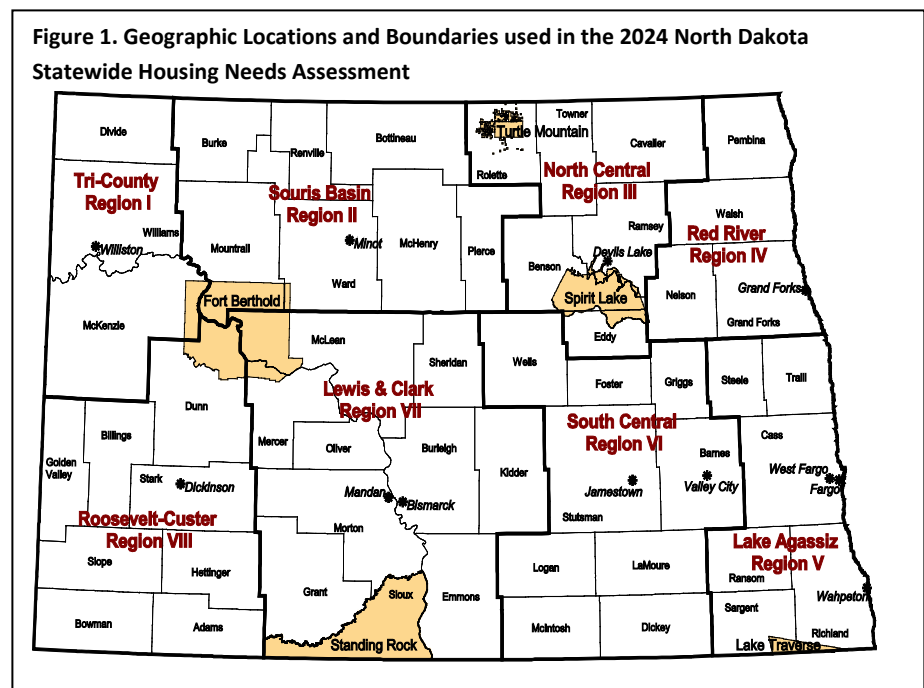 Figure 1. Geographic Locations and Boundaries used in the 2024 North Dakota
Statewide Housing Needs Assessment
Divide
Burke
Renville
Bottineau
Towner
Turtle Mountain
Rolette
Cavalier
Pembina
Tri-County
Region I
Williams
Williston
McKenzie
Souris Basin
Region II
Mountrail
Minot
Ward
McHenry
Pierce
Fort Berthold
North Central
Region III
Ramsey
Benson
Devils Lake
Spirit Lake
Eddy
Walsh
Red River
Region IV
Nelson
Grand Forks
Grand Forks
McLean
Sheridan
Lewis & Clark
Region VII
Mercer
Oliver
Burleigh
Kidder
Mandan
Bismarck
Morton
Grant
Sioux
Emmons
Standing Rock
Wells
Foster
Griggs
South Central
Region VI
Barnes
Jamestown
Valley City
Stutsman
Logan
LaMoure
McIntosh
Dickey
Steele
Traill
Cass
West Fargo
Fargo
Lake Agassiz
Region V
Ransom
Wahpeton
Sargent
Richland
Lake Traverse
Dunn
Billings
Golden
Valley
Stark
Dickinson
Roosevelt-Custer
Region VIII
Slope
Hettinger
Bowman
Adams